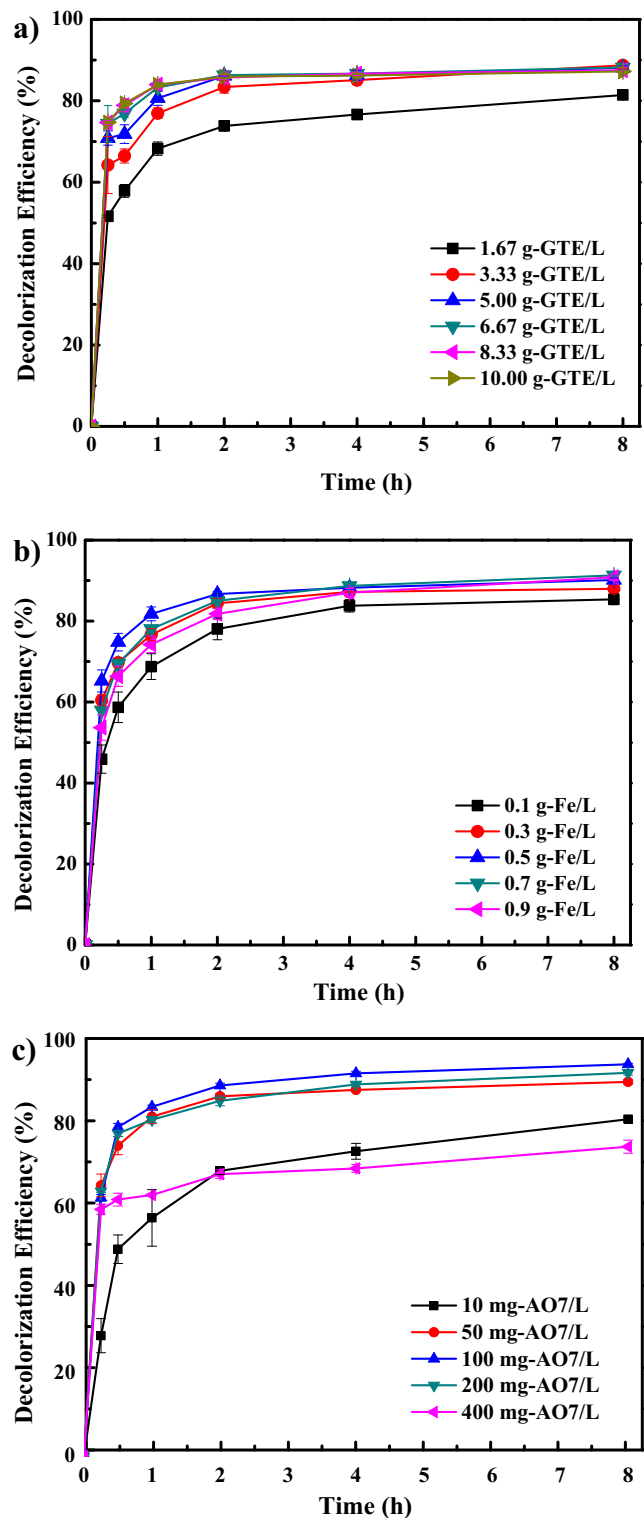 a)
100
80
60
40
20
0
Decolorization Efficiency (%)
1.67 g-GTE/L
3.33 g-GTE/L
5.00 g-GTE/L
6.67 g-GTE/L
8.33 g-GTE/L
10.00 g-GTE/L
0 1 2 3 4 5 6 7 8
Time (h)
b)
100
80
60
40
20
0
Decolorization Efficiency (%)
0.1 g-Fe/L
0.3 g-Fe/L
0.5 g-Fe/L
0.7 g-Fe/L
0.9 g-Fe/L
0 1 2 3 4 5 6 7 8
Time (h)
c)
100
80
60
40
20
0
Decolorization Efficiency (%)
10 mg-AO7/L
50 mg-AO7/L
100 mg-AO7/L
200 mg-AO7/L
400 mg-AO7/L
0 1 2 3 4 5 6 7 8
Time (h)